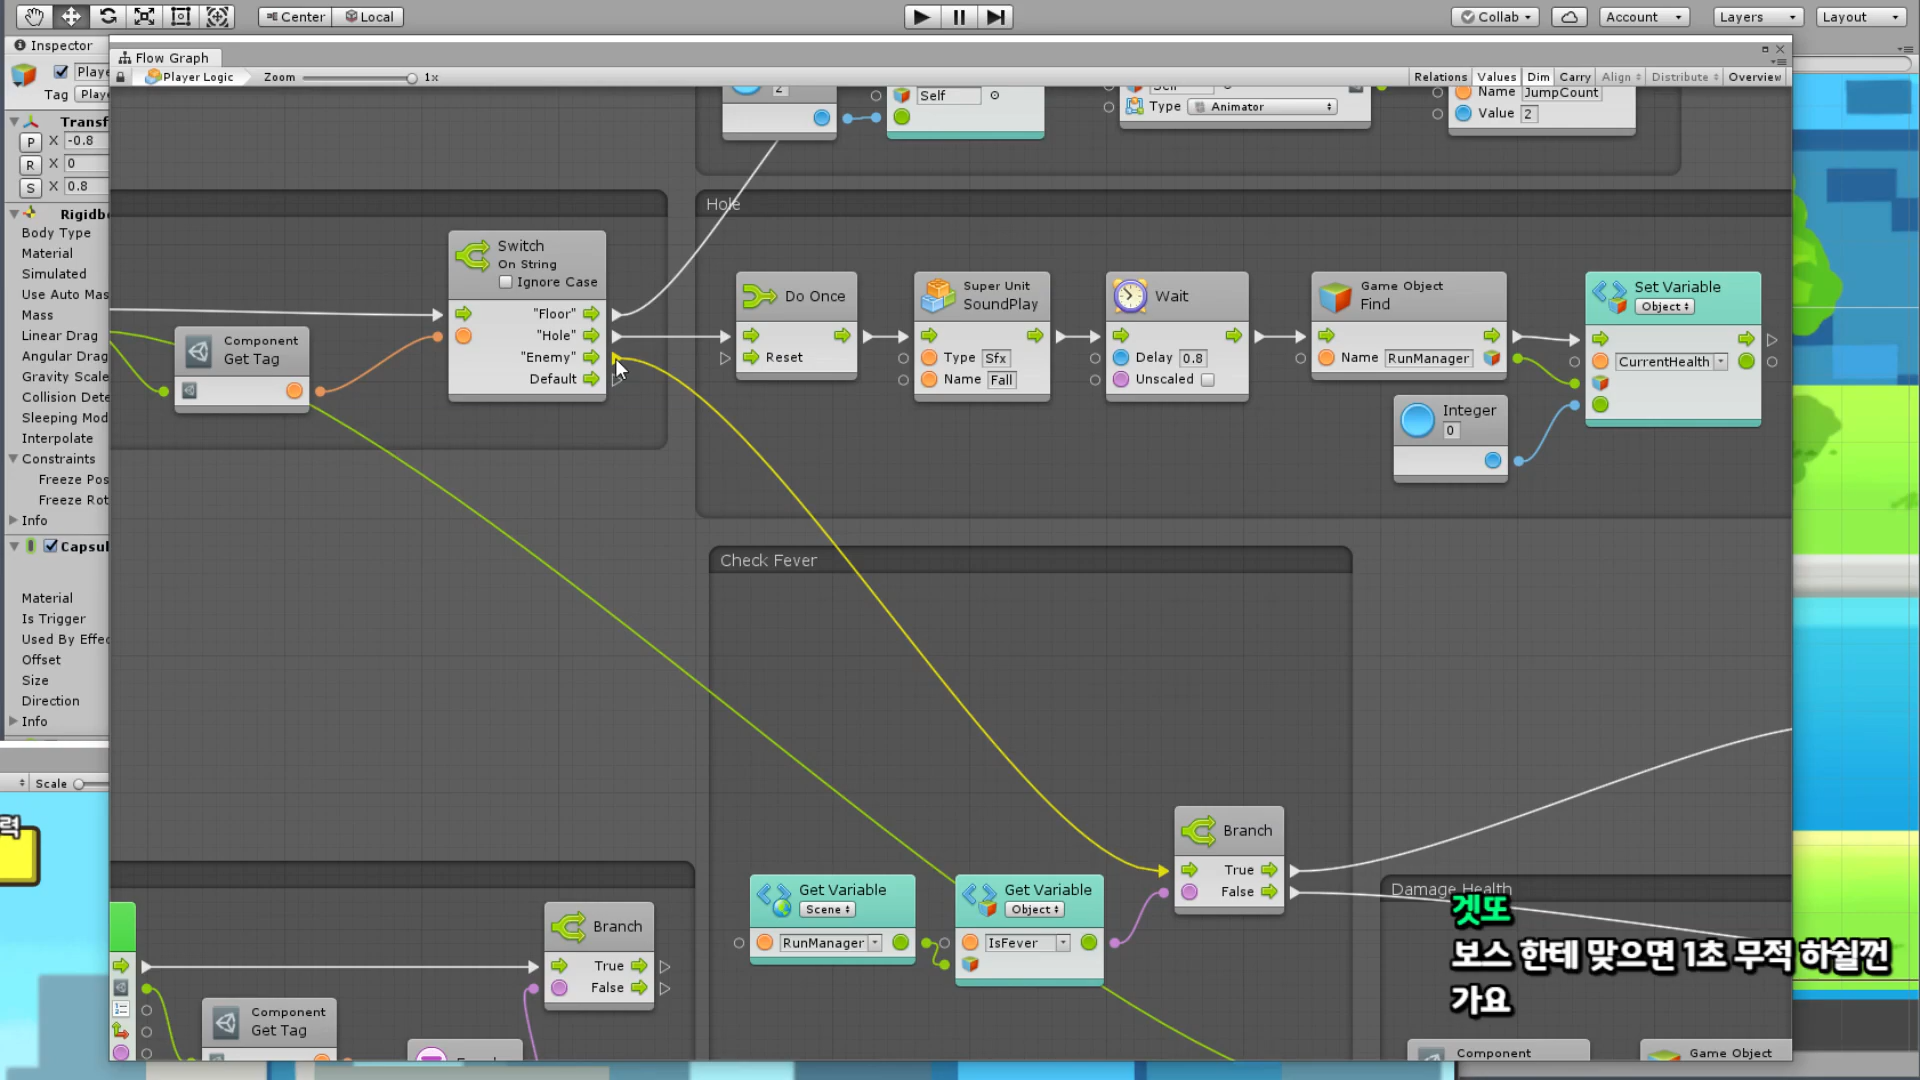 Center
Local
Collab
Account
Layers
Layout
Inspector
Flow Graph
Player Logic
Zoom
1x
Relations
Values
Dim
Carry
Align
Distribute
Overview
Tag
2
Self
Type
Animator
Name JumpCount
Value 2
X -0.8
P
X 0
R
X 0.8
S
Body Type
Material
Simulated
Use Auto Mas
Mass
Linear Drag
Angular Drag
Gravity Scale
Collision Dete
Sleeping Mod
Interpolate
Constraints
Freeze Pos
Freeze Rot
Info
Capsul
Material
Is Trigger
Used By Effec
Offset
Size
Direction
Info
Scale
력
Component
Get Tag
Switch
On String
Ignore Case
"Floor"
"Hole"
"Enemy"
Default
Hole
Do Once
Reset
Super Unit
SoundPlay
Type Sfx
Name Fall
Wait
Delay 0.8
Unscaled
Game Object
Find
Name RunManager
Set Variable
Object
CurrentHealth
Integer
0
Check Fever
Branch
True
False
Get Variable
Scene
RunManager
Get Variable
Object
IsFever
Branch
True
False
Component
Get Tag
Damage Health
겟또
보스 한테 맞으면 1초 무적 하쉴껀
가요
Component
Game Object